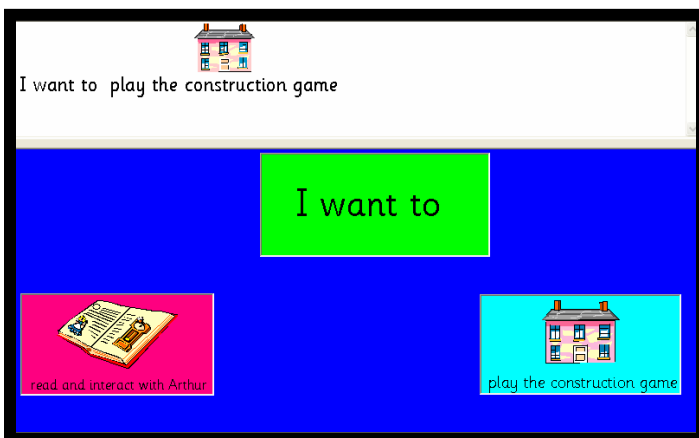 I want to  play the construction game
I want to
read and interact with Arthur
play the construction game